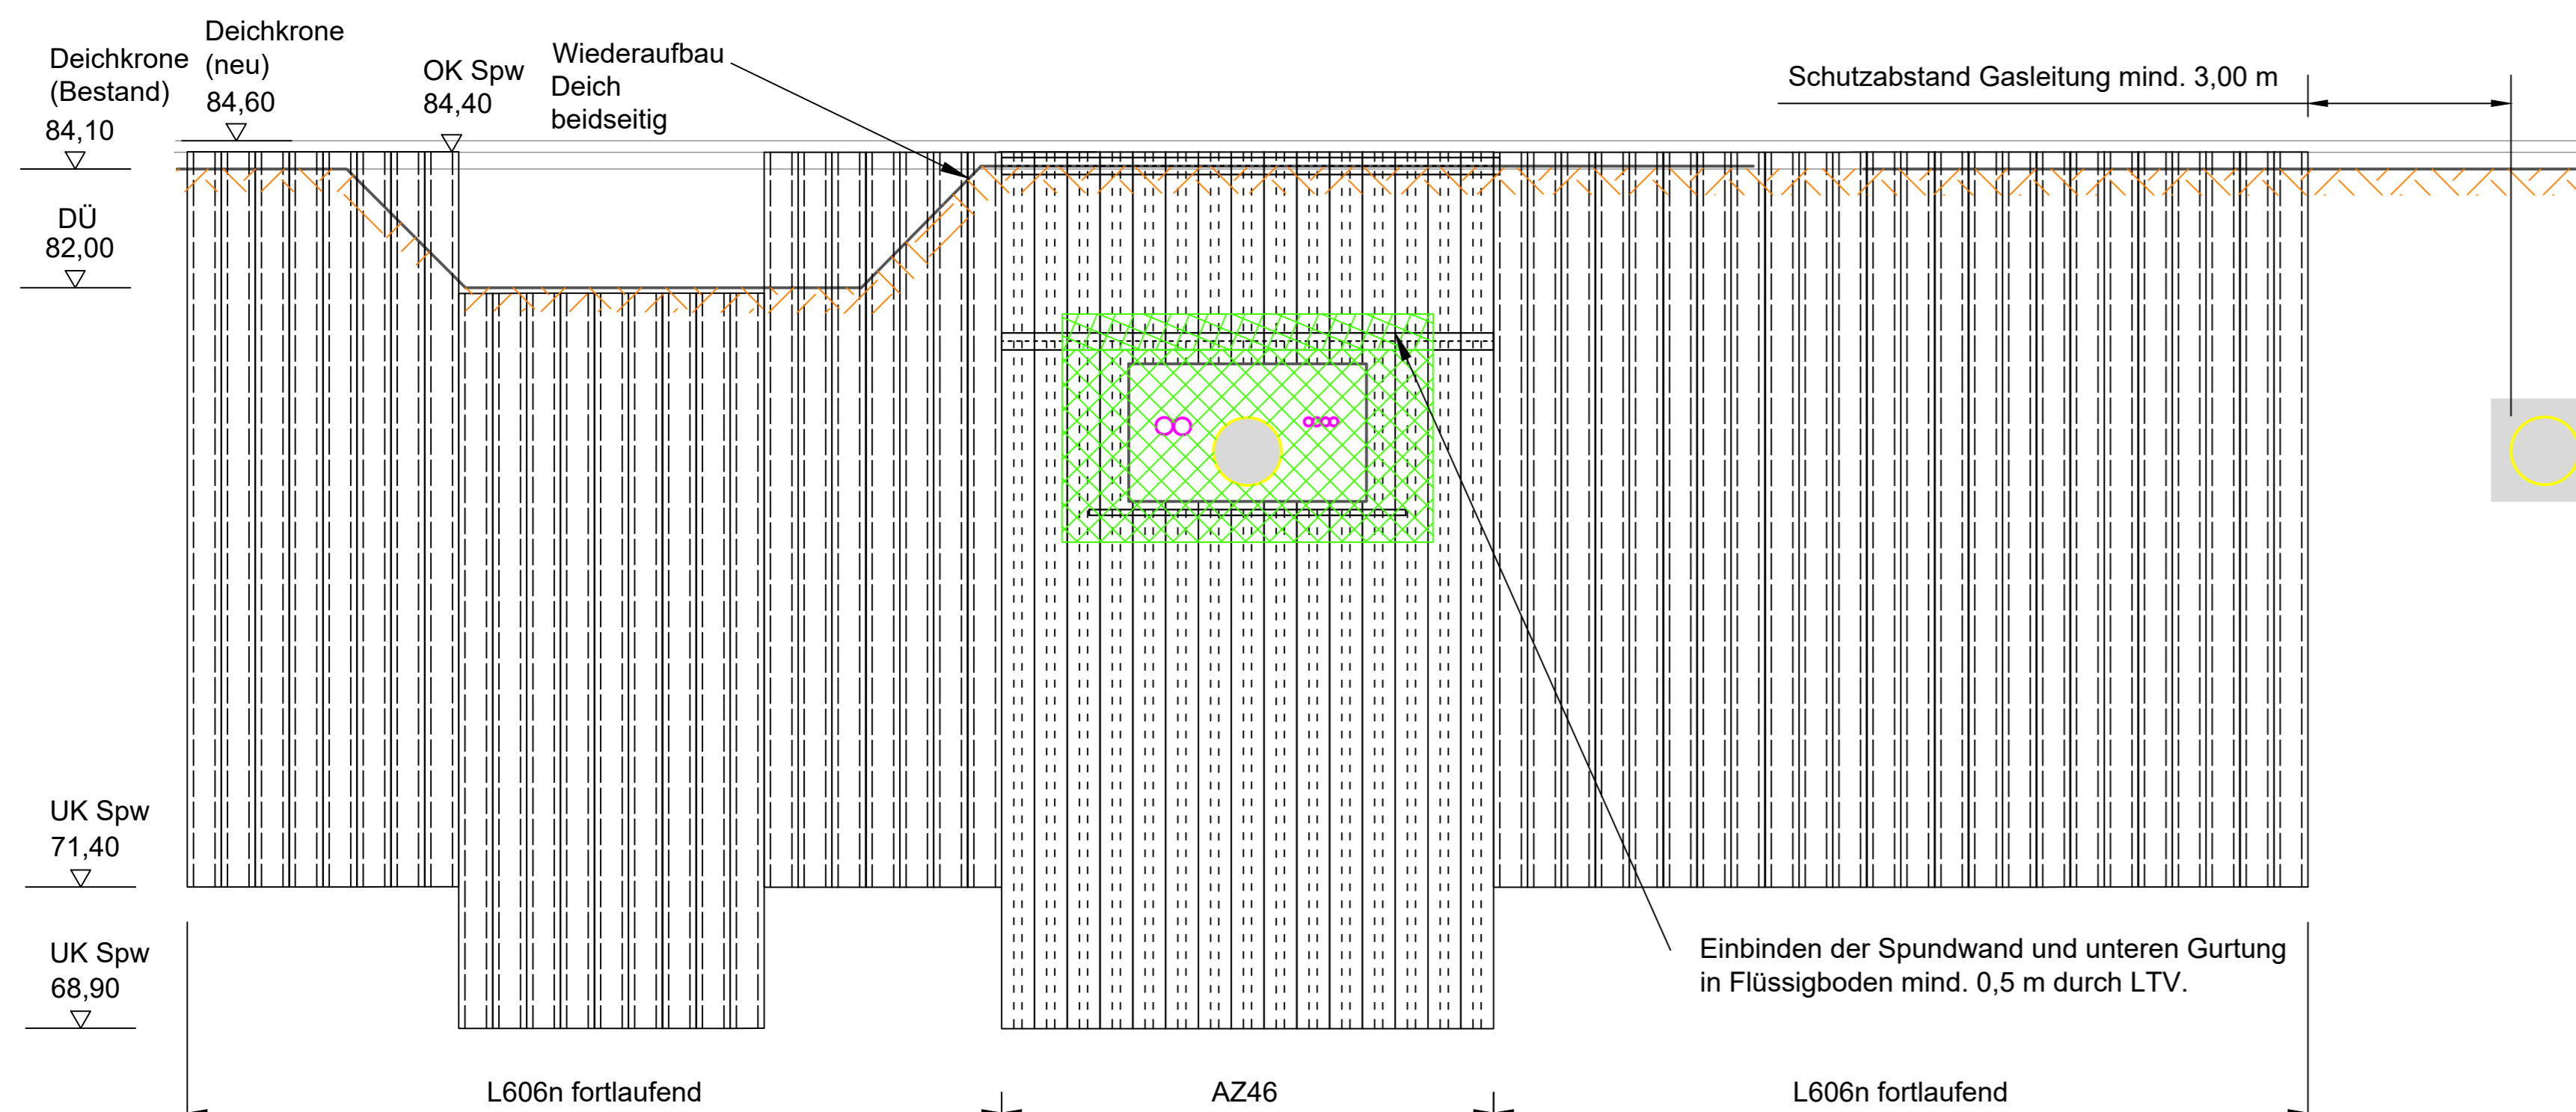 Deichkrone
(Bestand)
84,10
Deichkrone
(neu)
84,60
OK Spw
84,40
Wiederaufbau
Deich
beidseitig
Schutzabstand Gasleitung mind. 3,00 m
DÜ
82,00
UK Spw
71,40
UK Spw
68,90
Einbinden der Spundwand und unteren Gurtung
in Flüssigboden mind. 0,5 m durch LTV.
L606n fortlaufend
AZ46
L606n fortlaufend